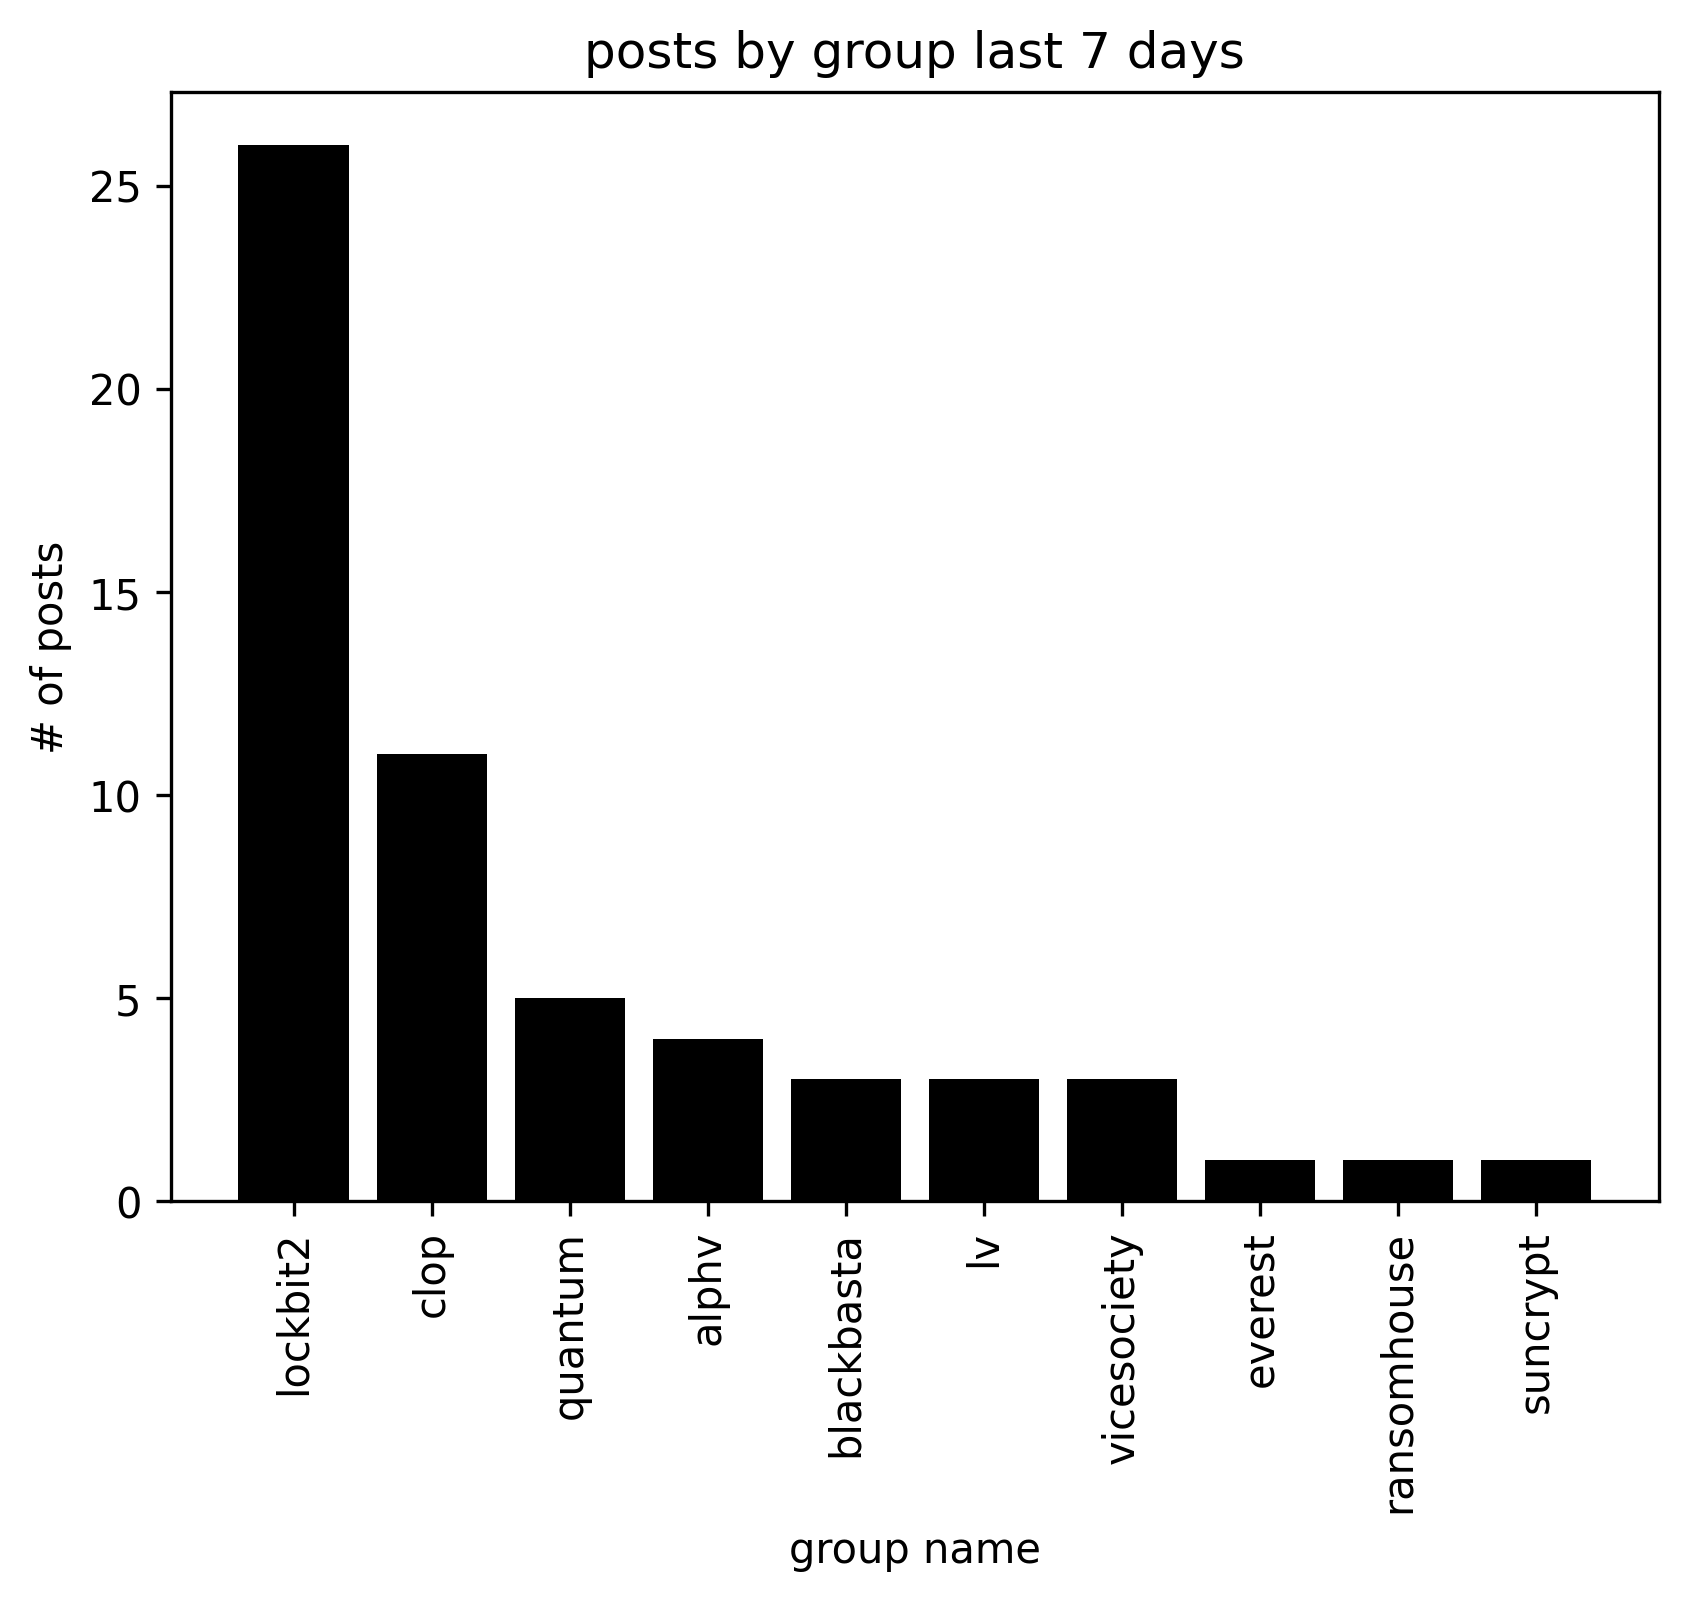 posts by group last 7 days
# of posts
25
20
15
10
5
0
lockbit2
clop
quantum
alphv
blackbasta
lv
vicesociety
everest
ransomhouse
suncrypt
group name